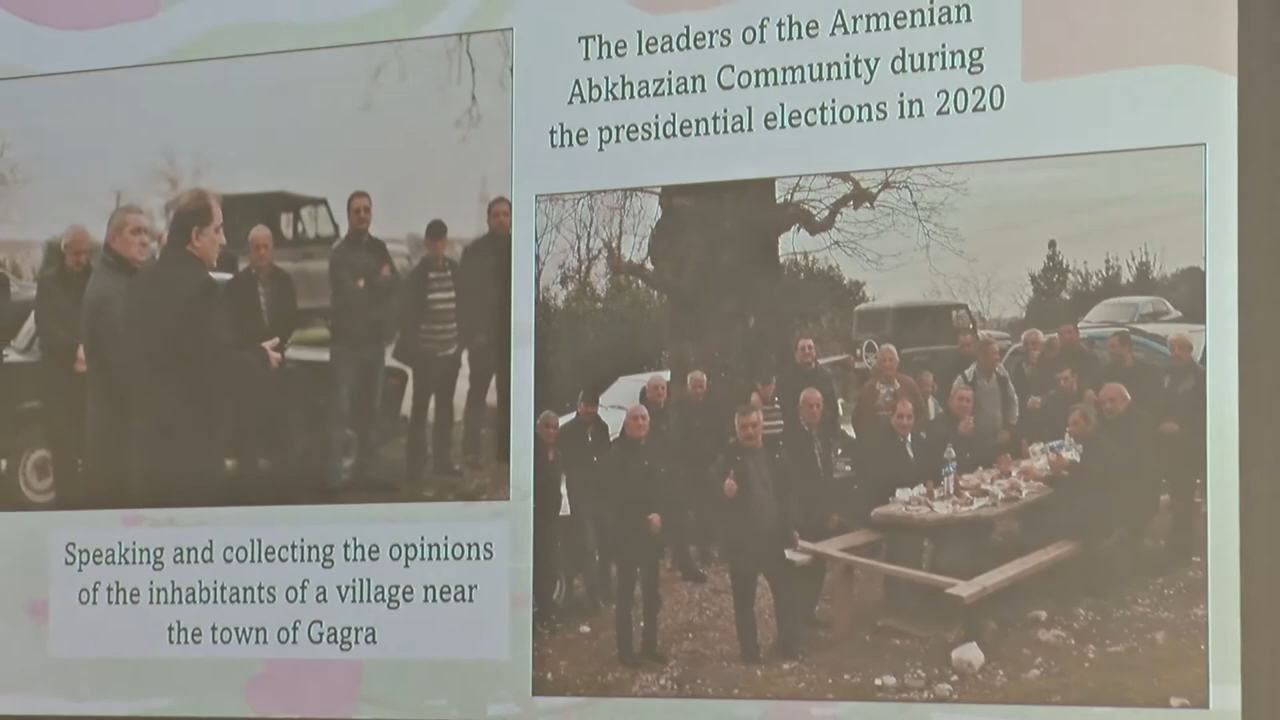 The leaders of the Armenian
Abkhazian Community during
the presidential elections in 2020
Speaking and collecting the opinions
of the inhabitants of a village near
the town of Gagra